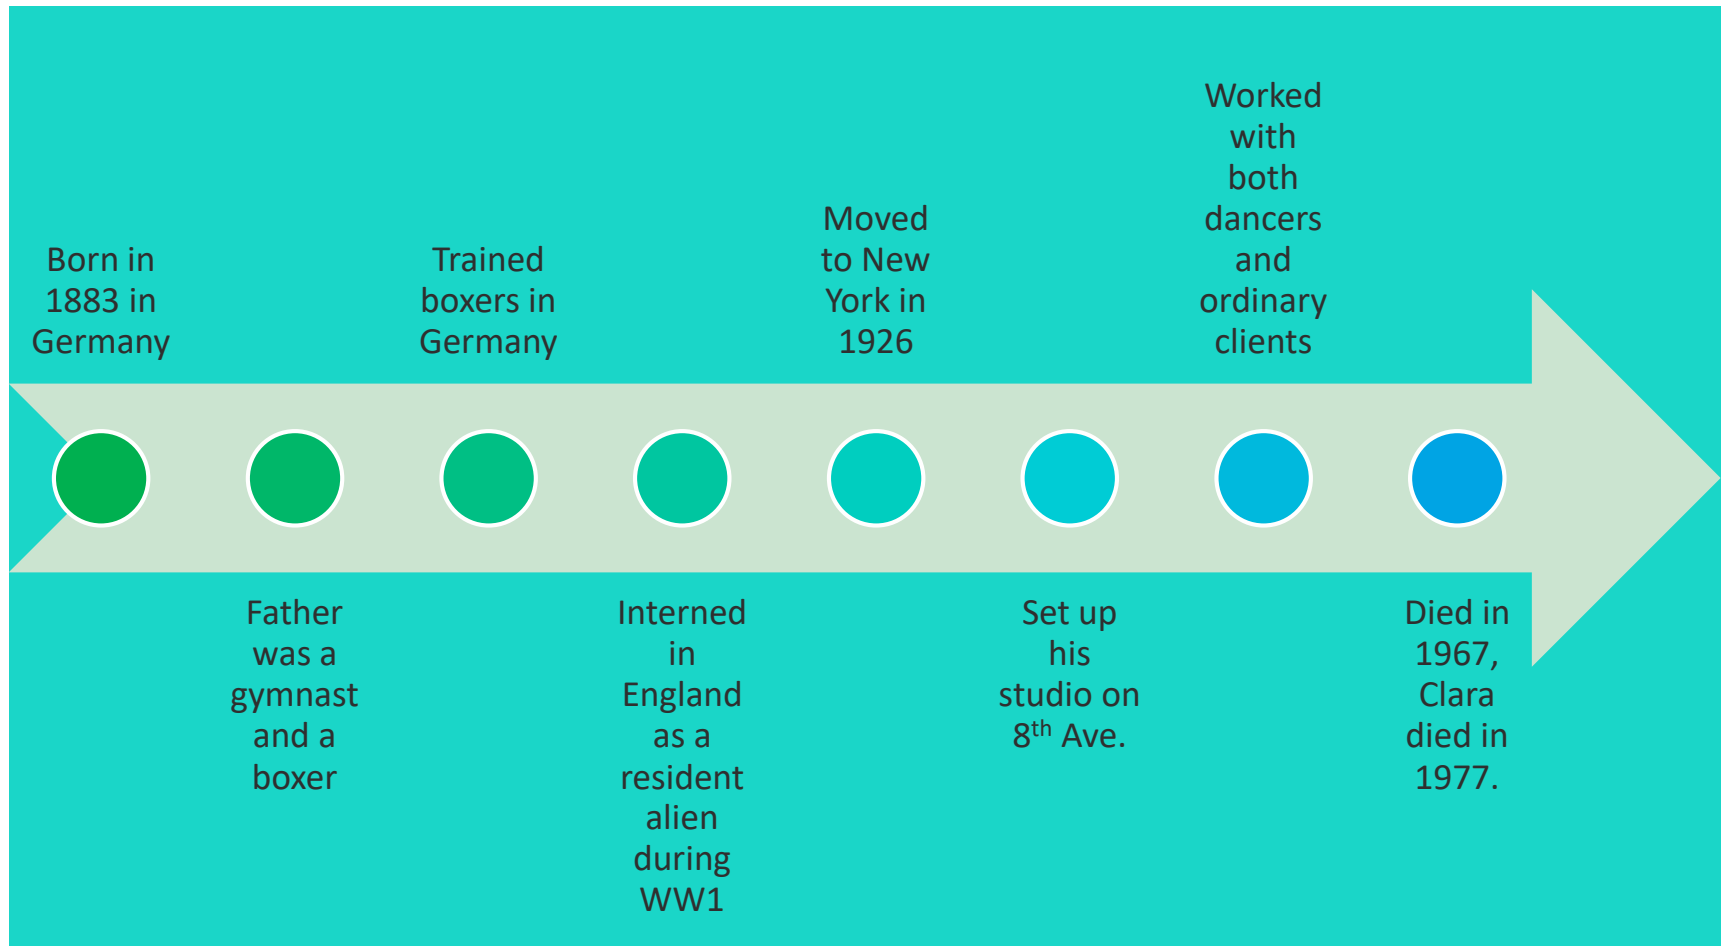 Born in
1883 in
Germany
Father
was a
gymnast
and a
boxer
Trained
boxers in
Germany
Interned
in
England
as a
resident
alien
during
WW1
Moved
to New
York in
1926
Set up
his
studio on
8th Ave.
Worked
with
both
dancers
and
ordinary
clients
Died in
1967,
Clara
died in
1977.